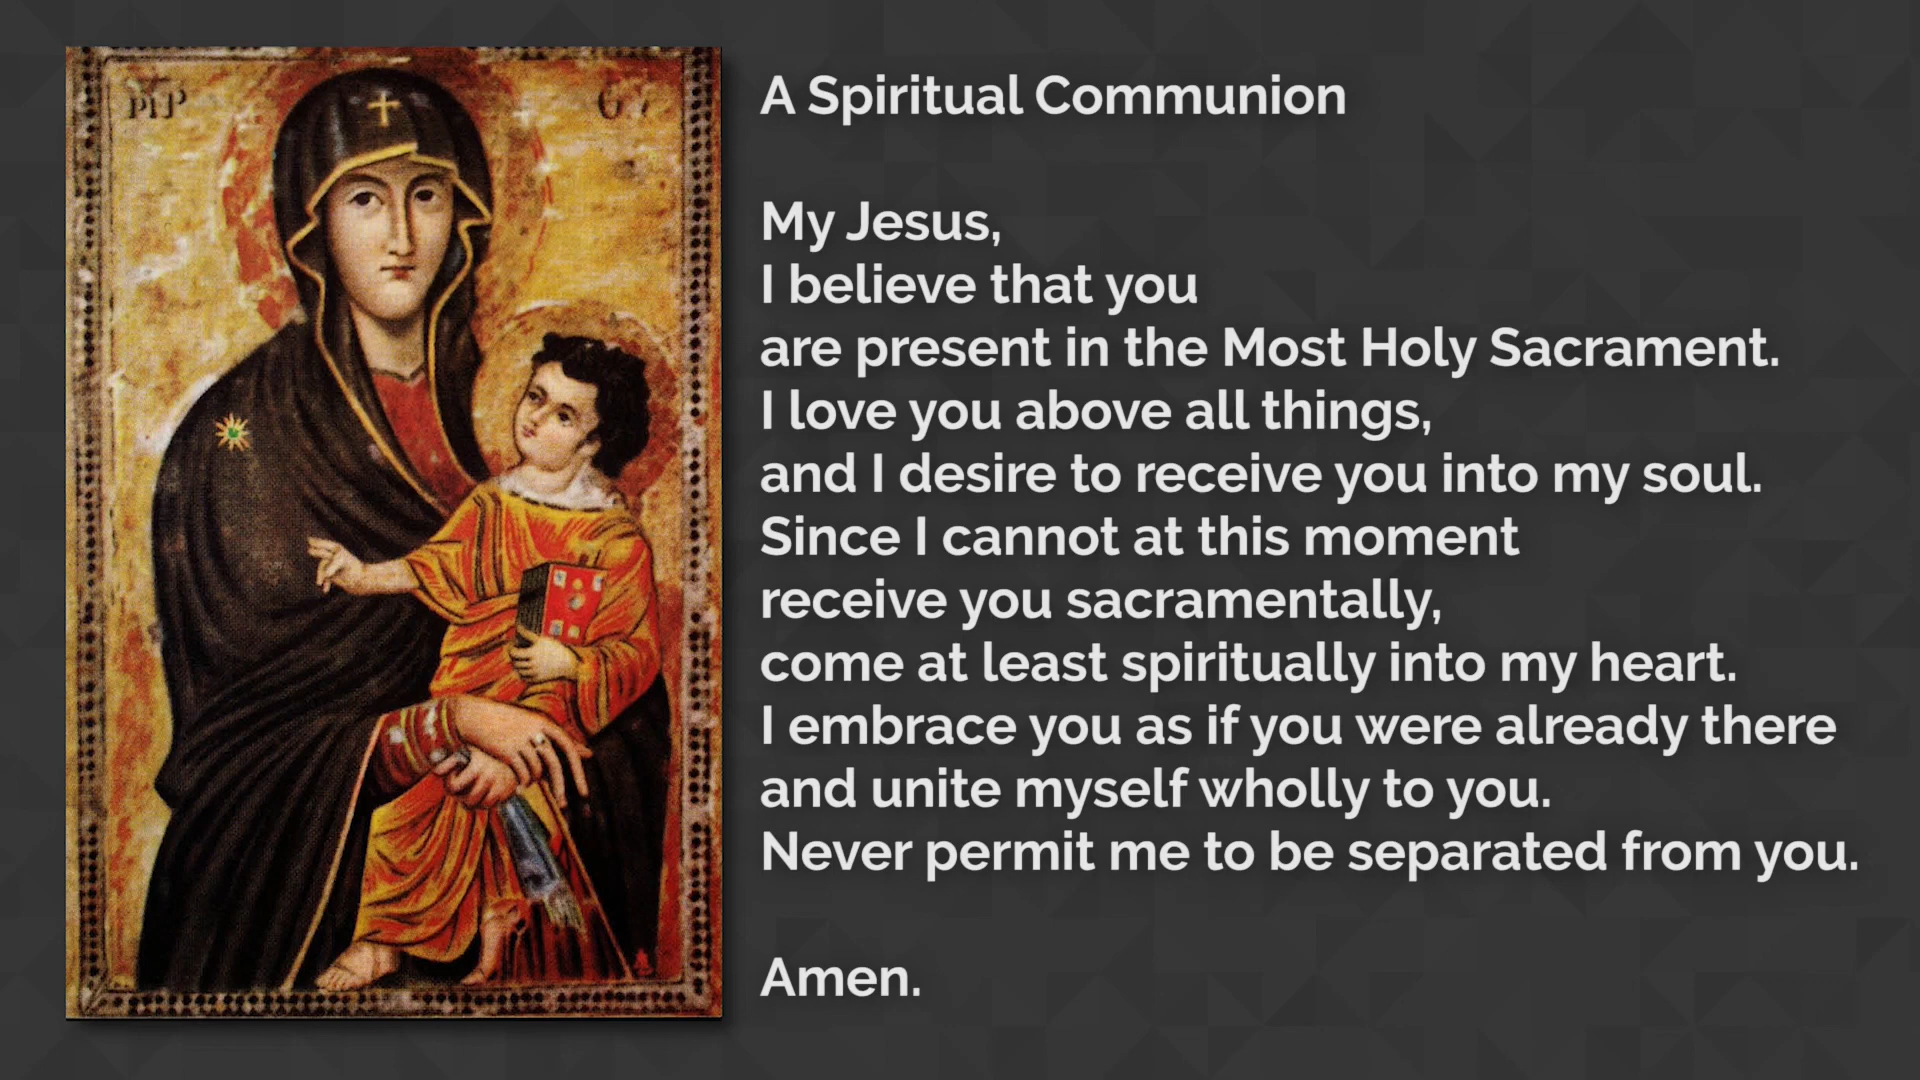 A Spiritual Communion
My Jesus,
I believe that you
are present in the Most Holy Sacrament.
I love you above all things,
and I desire to receive you into my soul.
Since I cannot at this moment
receive you sacramentally,
come at least spiritually into my heart.
I embrace you as if you were already there
and unite myself wholly to you.
Never permit me to be separated from you.
Amen.